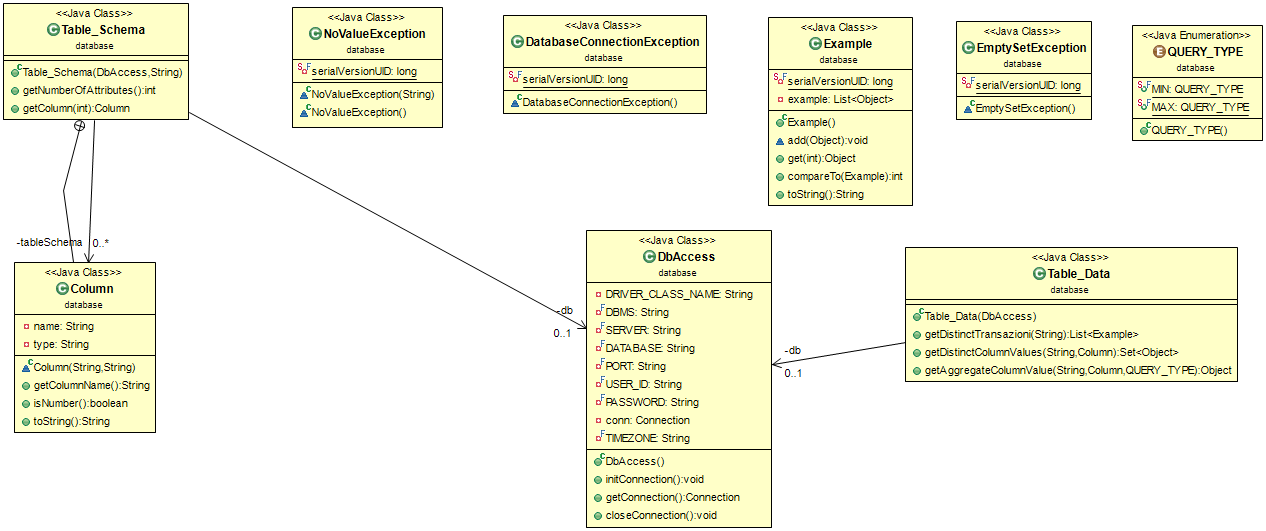 <<Java Class>>
Table_Schema
database
Table_Schema(DbAccess,String)
getNumberOfAttributes():int
getColumn(int):Column
<<Java Class>>
NoValueException
database
serialVersionUID: long
NoValueException(String)
NoValueException()
<<Java Class>>
DatabaseConnectionException
database
serialVersionUID: long
DatabaseConnectionException()
<<Java Class>>
Example
database
serialVersionUID: long
example: List<Object>
Example()
add(Object):void
get(int):Object
compareTo(Example):int
toString():String
<<Java Class>>
EmptySetException
database
serialVersionUID: long
EmptySetException()
<<Java Enumeration>>
QUERY_TYPE
database
MIN: QUERY_TYPE
MAX: QUERY_TYPE
QUERY_TYPE()
-tableSchema
0..*
<<Java Class>>
Column
database
name: String
type: String
Column(String,String)
getColumnName():String
isNumber():boolean
toString():String
-db
0..1
<<Java Class>>
DbAccess
database
DRIVER_CLASS_NAME: String
DBMS: String
SERVER: String
DATABASE: String
PORT: String
USER_ID: String
PASSWORD: String
conn: Connection
TIMEZONE: String
DbAccess()
initConnection():void
getConnection():Connection
closeConnection():void
-db
0..1
<<Java Class>>
Table_Data
database
Table_Data(DbAccess)
getDistinctTransazioni(String):List<Example>
getDistinctColumnValues(String,Column):Set<Object>
getAggregateColumnValue(String,Column,QUERY_TYPE):Object